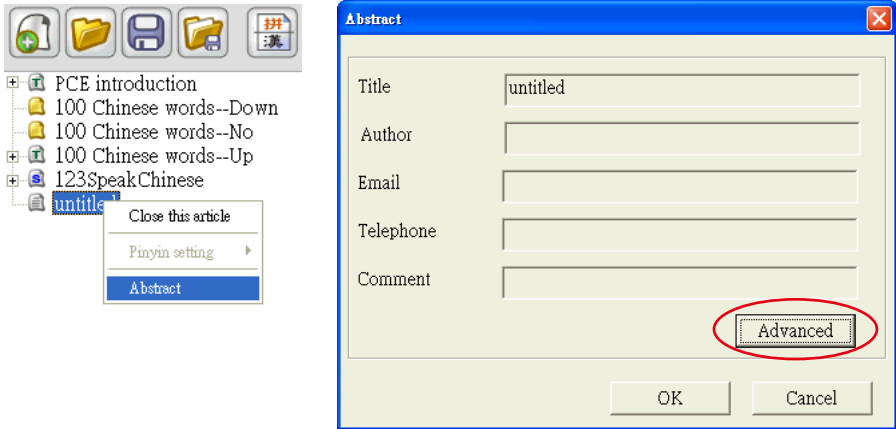 拼
漢
PCE introduction
100 Chinese words--Down
100 Chinese words--No
100 Chinese words--Up
123SpeakChinese
untitled
Close this article
Pinyin setting
Abstract
Abstract
Title
untitled
Author
Email
Telephone
Comment
Advanced
OK
Cancel